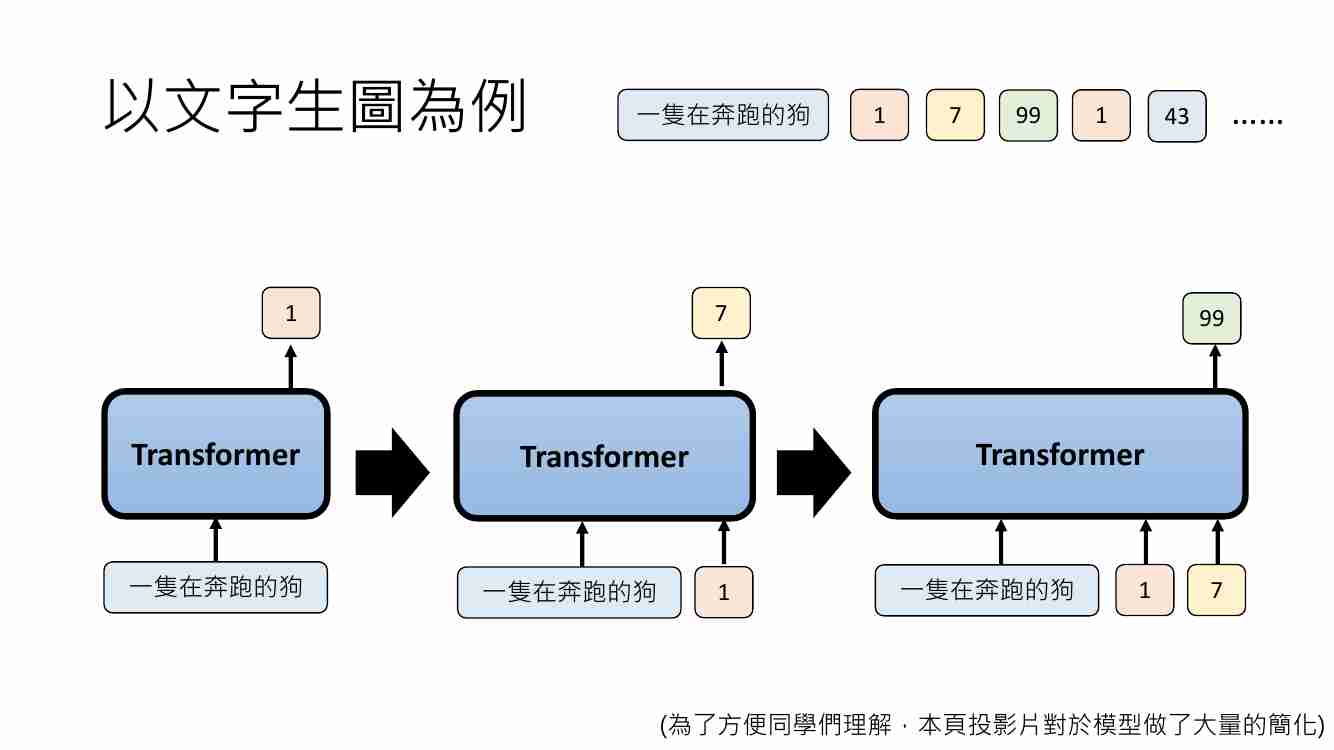 以文字生圖為例
一隻在奔跑的狗 1 7 99 1 43 ......
1 7 99
Transformer Transformer Transformer
一隻在奔跑的狗 一隻在奔跑的狗 1 一隻在奔跑的狗 1 7
(為了方便同學們理解，本頁投影片對於模型做了大量的簡化)